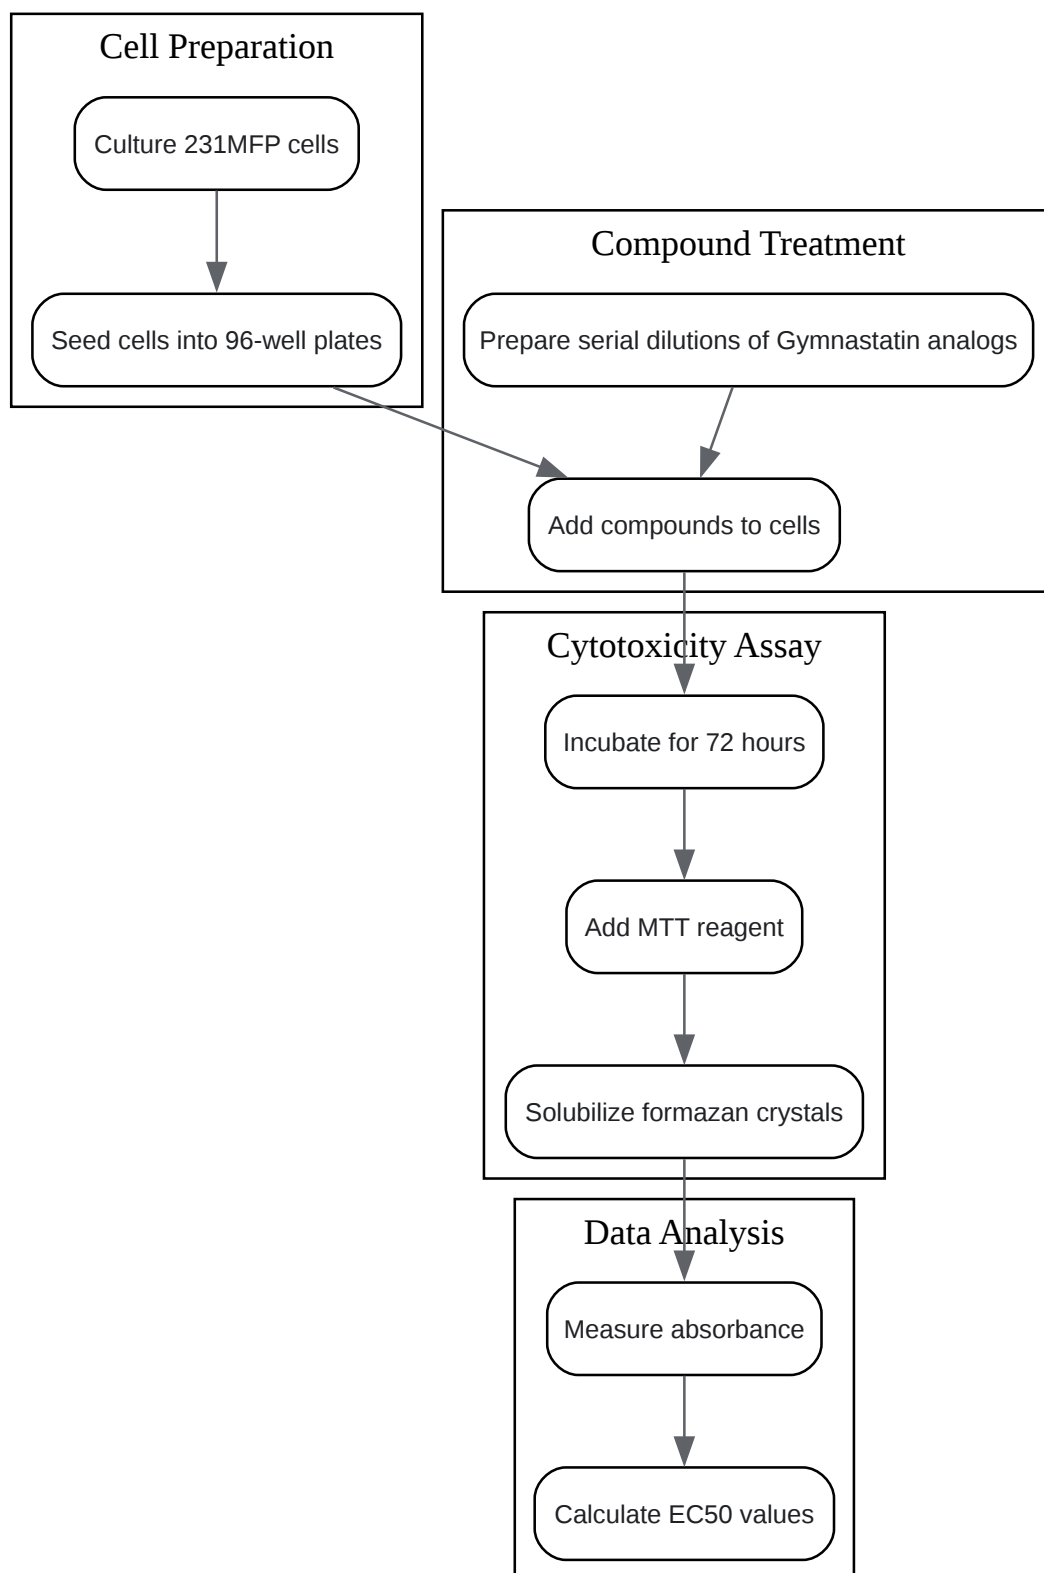 Cell Preparation
Culture 231MFP cells
Seed cells into 96-well plates
Compound Treatment
Prepare serial dilutions of Gymnastatin analogs
Add compounds to cells
Cytotoxicity Assay
Incubate for 72 hours
Add MTT reagent
Solubilize formazan crystals
Data Analysis
Measure absorbance
Calculate EC50 values